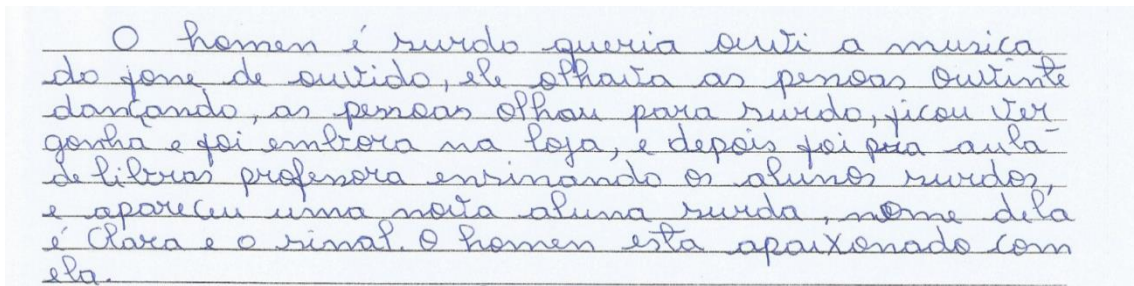 O homen é surdo queria ouvi a musica
do fone de ouvido, ele olhava as pessoas ouvinte
dançando, as pessoas olhou para surdo, ficou ver
gonha e foi embora na loja, e depois foi pra aula
de libras professora ensinando os alunos surdos,
e apareceu uma nova aluna surda, nome dela
é Clara e o sinal. O homen esta apaixonado com
ela.